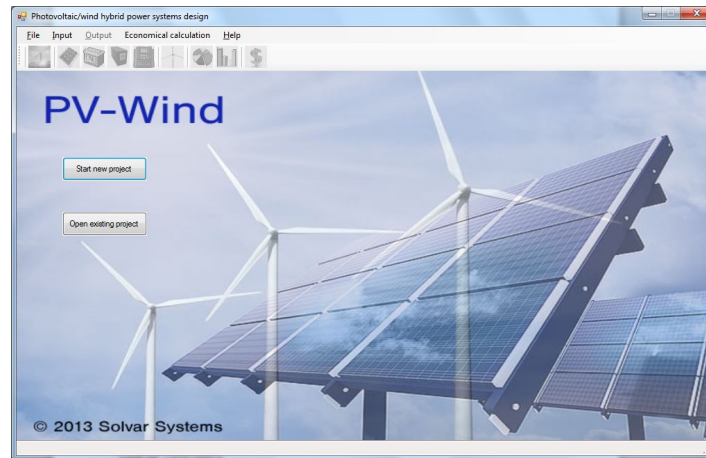 Photovoltaic/wind hybrid power systems design
File Input Output Economical calculation Help
PV-Wind
Start new project
Open existing project
© 2013 Solvar Systems